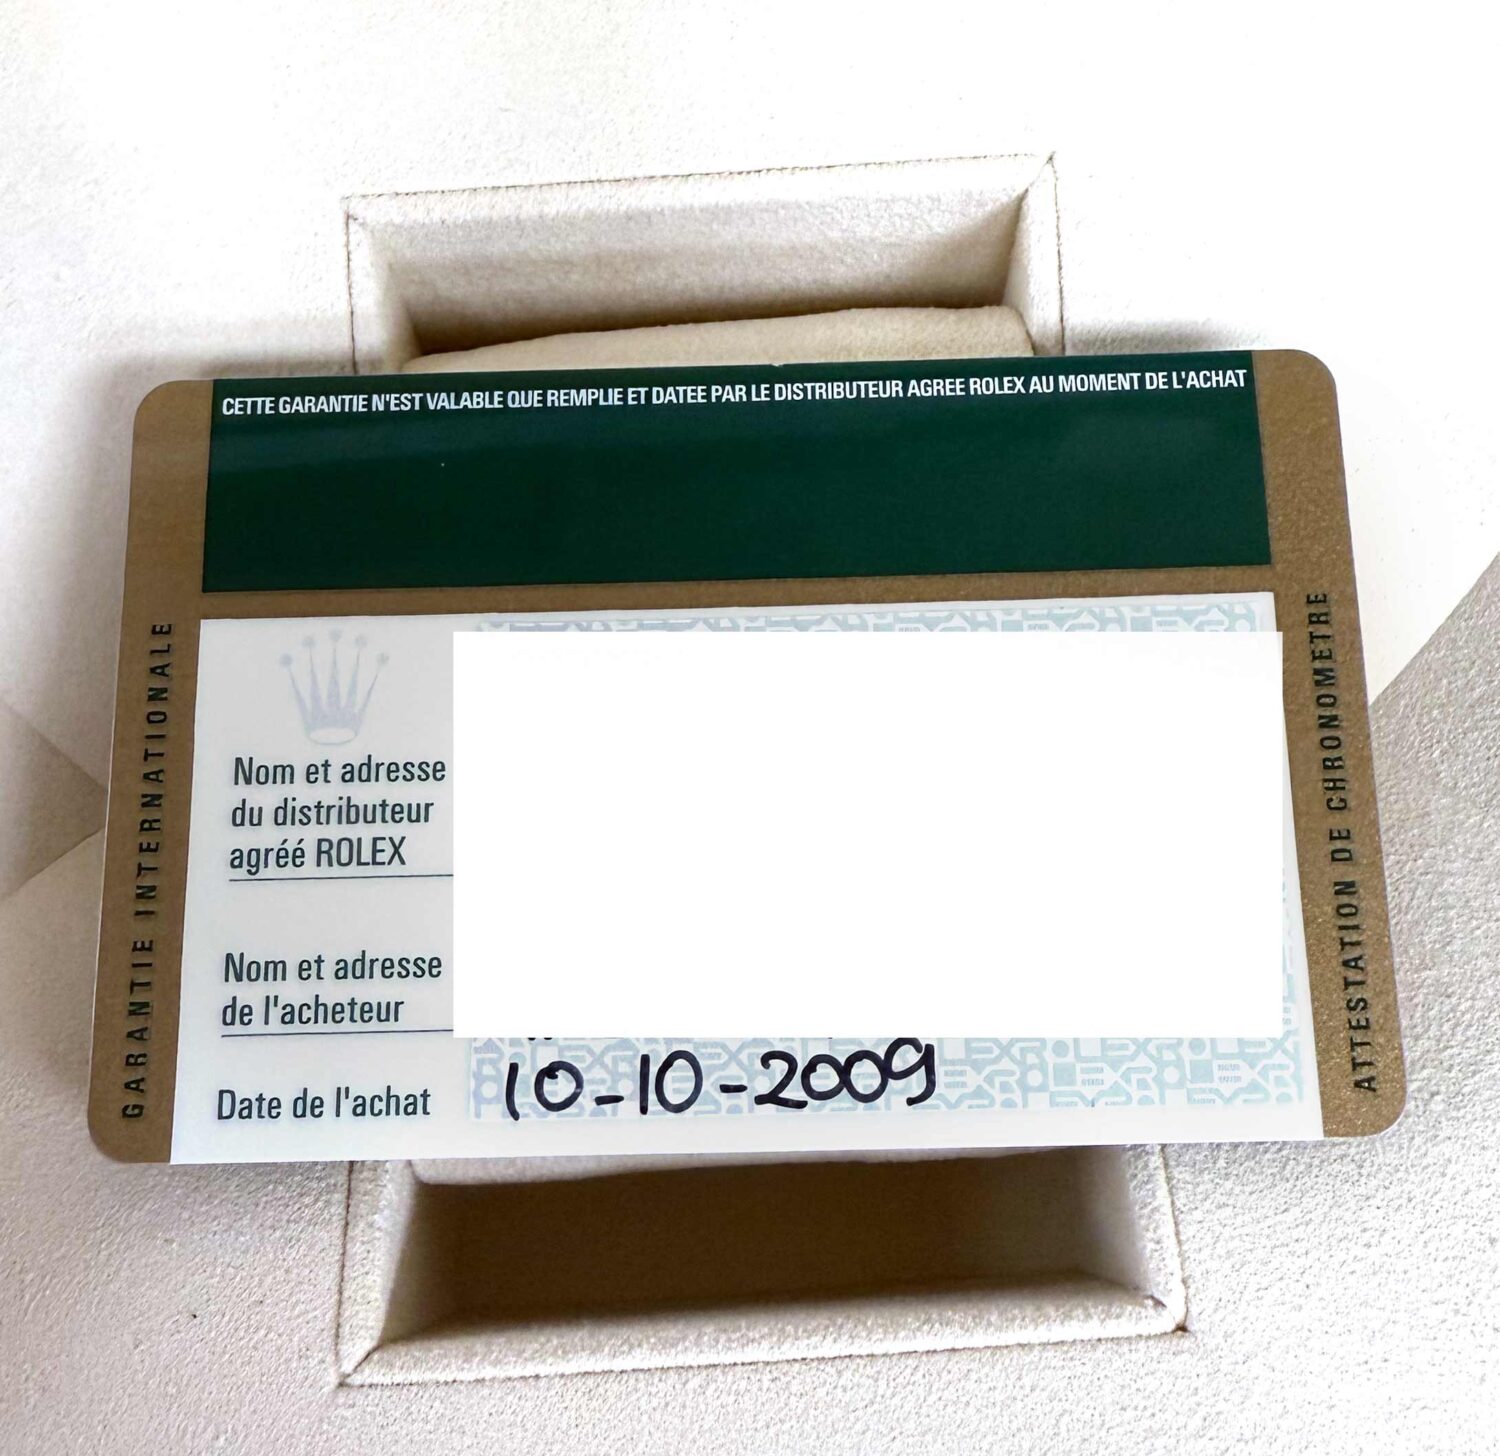 CETTE GARANTIE N'EST VALABLE QUE REMPLIE ET DATEE PAR LE DISTRIBUTEUR AGREE ROLEX AU MOMENT DE L'ACHAT
GARANTIE INTERNATIONALE
Nom et adresse
du distributeur
agréé ROLEX
Nom et adresse
de l'acheteur
Date de l'achat 10-10-2009
ATTESTATION DE CHRONOMETRE